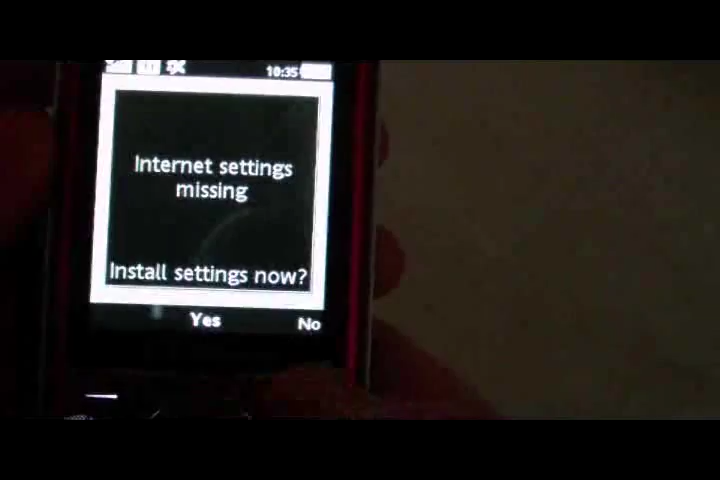 10:35
Internet settings
missing
Install settings now?
Yes
No